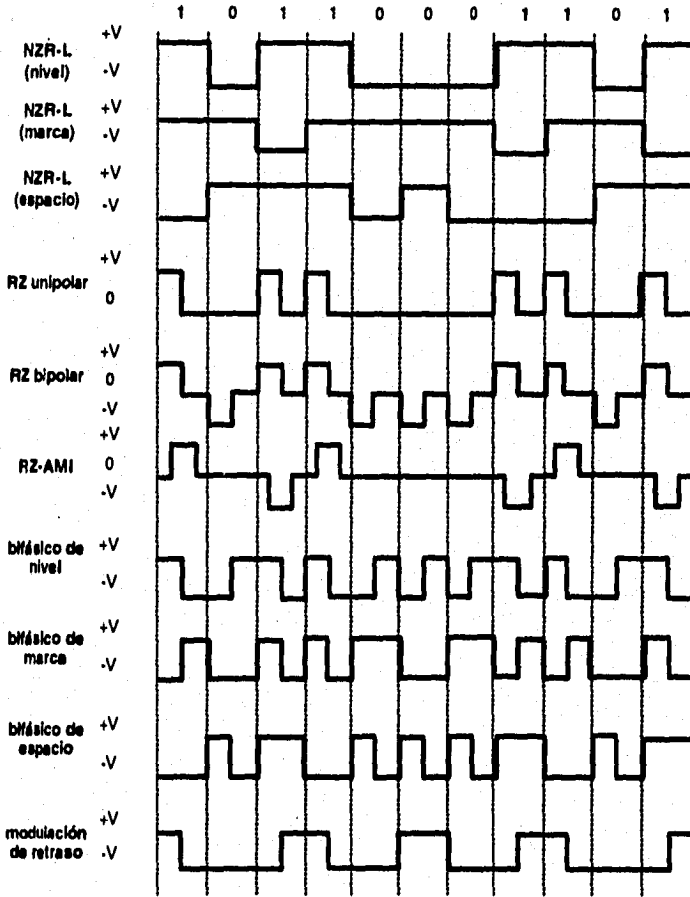 1 0 1 1 0 0 0 1 1 0 1
+V
NZR-L
(nivel)
-V
NZR-L
(marca)
+V
-V
NZR-L
(espacio)
+V
-V
+V
RZ unipolar
0
+V
RZ bipolar
0
-V
+V
RZ-AMI
0
-V
bifásico de
nivel
+V
-V
bifásico de
marca
+V
-V
bifásico de
espacio
+V
-V
modulación
de retraso
+V
-V